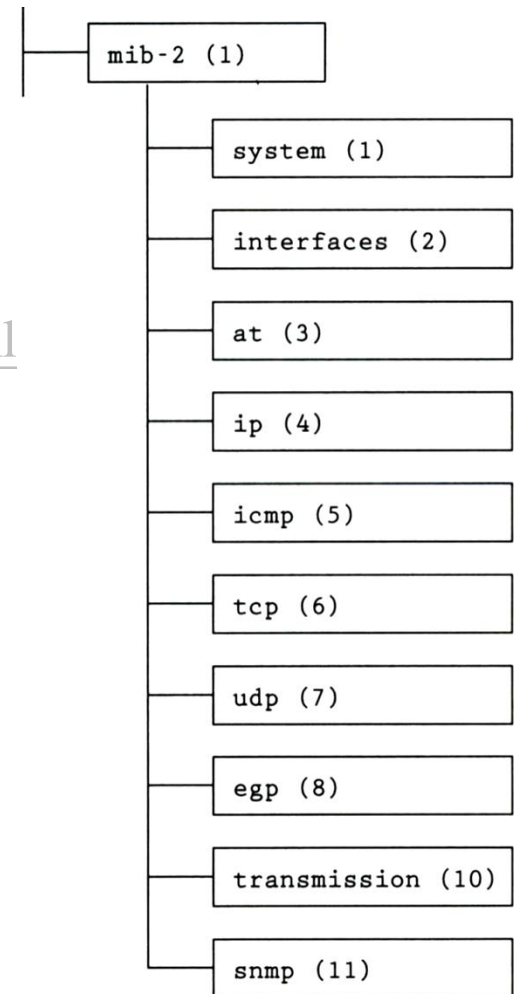 mib-2 (1)
system (1)
interfaces (2)
at (3)
ip (4)
icmp (5)
tcp (6)
udp (7)
egp (8)
transmission (10)
snmp (11)